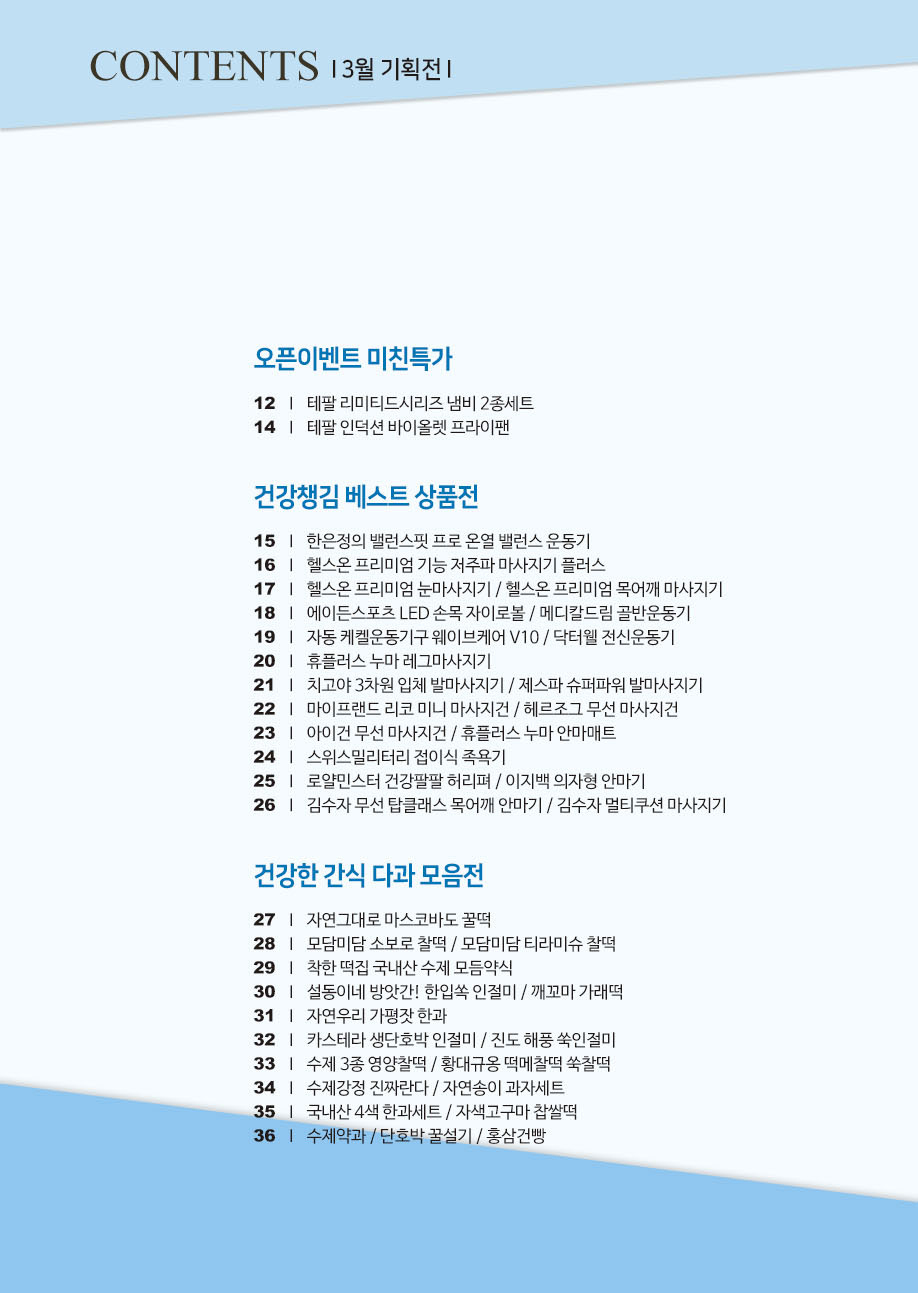 CONTENTS I 3월 기획전 I
오픈이벤트 미친특가
12 I 테팔 리미티드시리즈 냄비 2종세트
14 I 테팔 인덕션 바이올렛 프라이팬
건강챙김 베스트 상품전
15 I 한은정의 밸런스핏 프로 온열 밸런스 운동기
16 I 헬스온 프리미엄 기능 저주파 마사지기 플러스
17 I 헬스온 프리미엄 눈마사지기 / 헬스온 프리미엄 목어깨 마사지기
18 I 에이든스포츠 LED 손목 자이로볼 / 메디칼드림 골반운동기
19 I 자동 케켈운동기구 웨이브케어 V10 / 닥터웰 전신운동기
20 I 휴플러스 누마 레그마사지기
21 I 치고야 3차원 입체 발마사지기 / 제스파 슈퍼파워 발마사지기
22 I 마이프랜드 리코 미니 마사지건 / 헤르조그 무선 마사지건
23 I 아이건 무선 마사지건 / 휴플러스 누마 안마매트
24 I 스위스밀리터리 접이식 족욕기
25 I 로얄민스터 건강팔팔 허리펴 / 이지백 의자형 안마기
26 I 김수자 무선 탑클래스 목어깨 안마기 / 김수자 멀티쿠션 마사지기
건강한 간식 다과 모음전
27 I 자연그대로 마스코바도 꿀떡
28 I 모담미담 소보로 찰떡 / 모담미담 티라미슈 찰떡
29 I 착한 떡집 국내산 수제 모듬약식
30 I 설동이네 방앗간! 한입쏙 인절미 / 깨꼬마 가래떡
31 I 자연우리 가평잣 한과
32 I 카스테라 생단호박 인절미 / 진도 해풍 쑥인절미
33 I 수제 3종 영양찰떡 / 황대규옹 떡메찰떡 쑥찰떡
34 I 수제강정 진짜란다 / 자연송이 과자세트
35 I 국내산 4색 한과세트 / 자색고구마 찹쌀떡
36 I 수제약과 / 단호박 꿀설기 / 홍삼건빵